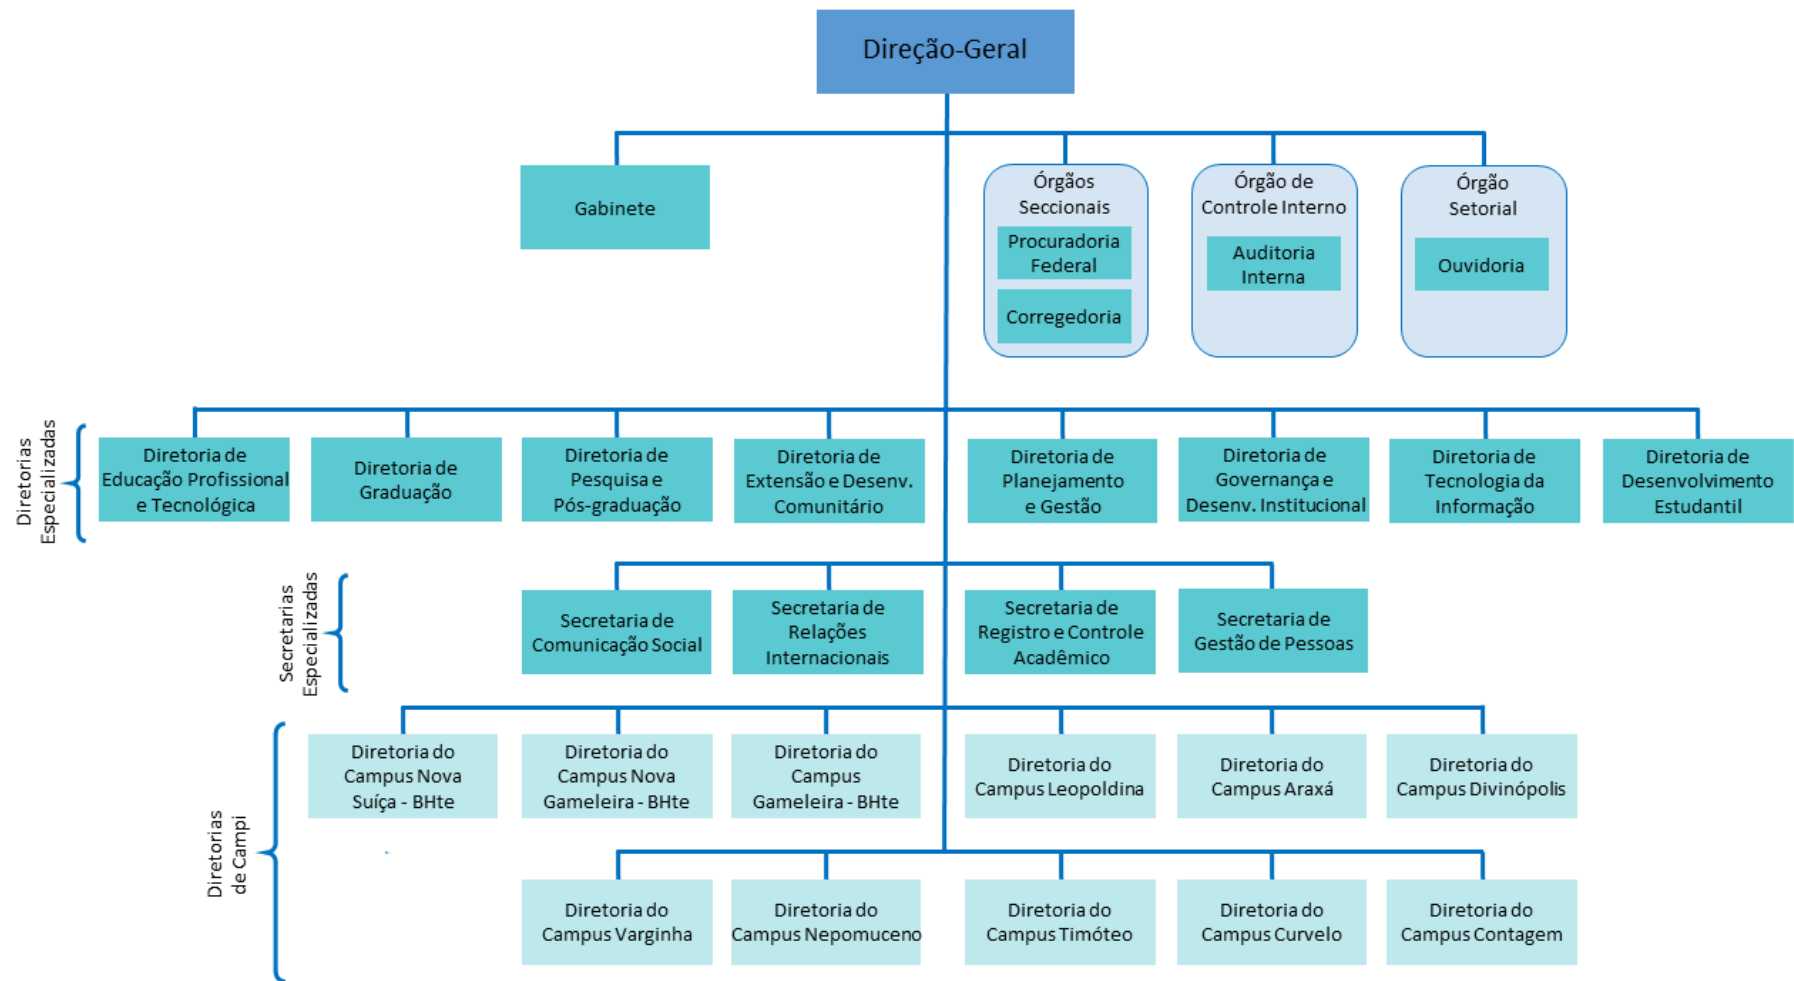 Direção-Geral
Gabinete
Órgãos
Seccionais
Procuradoria
Federal
Corregedoria
Órgão de
Controle Interno
Auditoria
Interna
Órgão
Setorial
Ouvidoria
Diretorias
Especializadas
Diretoria de
Educação Profissional
e Tecnológica
Diretoria de
Graduação
Diretoria de
Pesquisa e
Pós-graduação
Diretoria de
Extensão e Desenv.
Comunitário
Diretoria de
Planejamento
e Gestão
Diretoria de
Governança e
Desenv. Institucional
Diretoria de
Tecnologia da
Informação
Diretoria de
Desenvolvimento
Estudantil
Secretarias
Especializadas
Secretaria de
Comunicação Social
Secretaria de
Relações
Internacionais
Secretaria de
Registro e Controle
Acadêmico
Secretaria de
Gestão de Pessoas
Diretorias
de Campi
Diretoria do
Campus Nova
Suíça - BHte
Diretoria do
Campus Nova
Gameleira - BHte
Diretoria do
Campus
Gameleira - BHte
Diretoria do
Campus Leopoldina
Diretoria do
Campus Araxá
Diretoria do
Campus Divinópolis
Diretoria do
Campus Varginha
Diretoria do
Campus Nepomuceno
Diretoria do
Campus Timóteo
Diretoria do
Campus Curvelo
Diretoria do
Campus Contagem